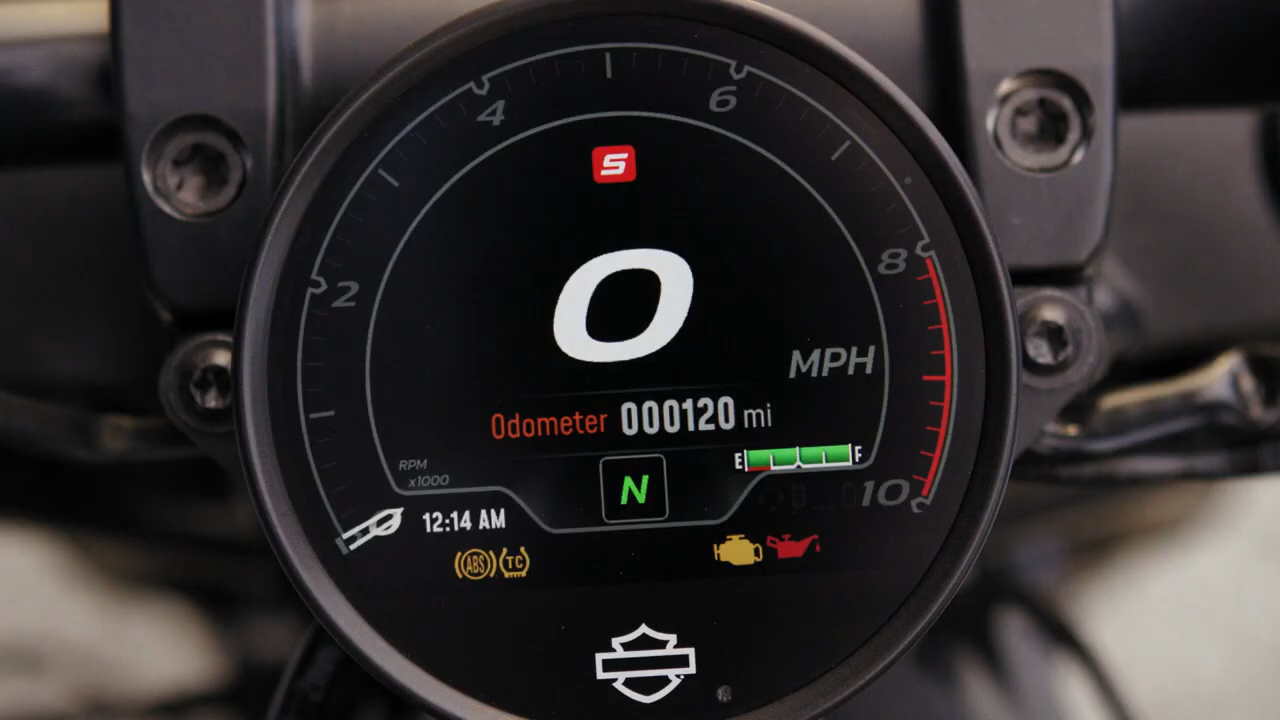 4 6
S
2 8
0
MPH
Odometer 000120 mi
E F
RPM
x1000
N
10
12:14 AM
ABS TC